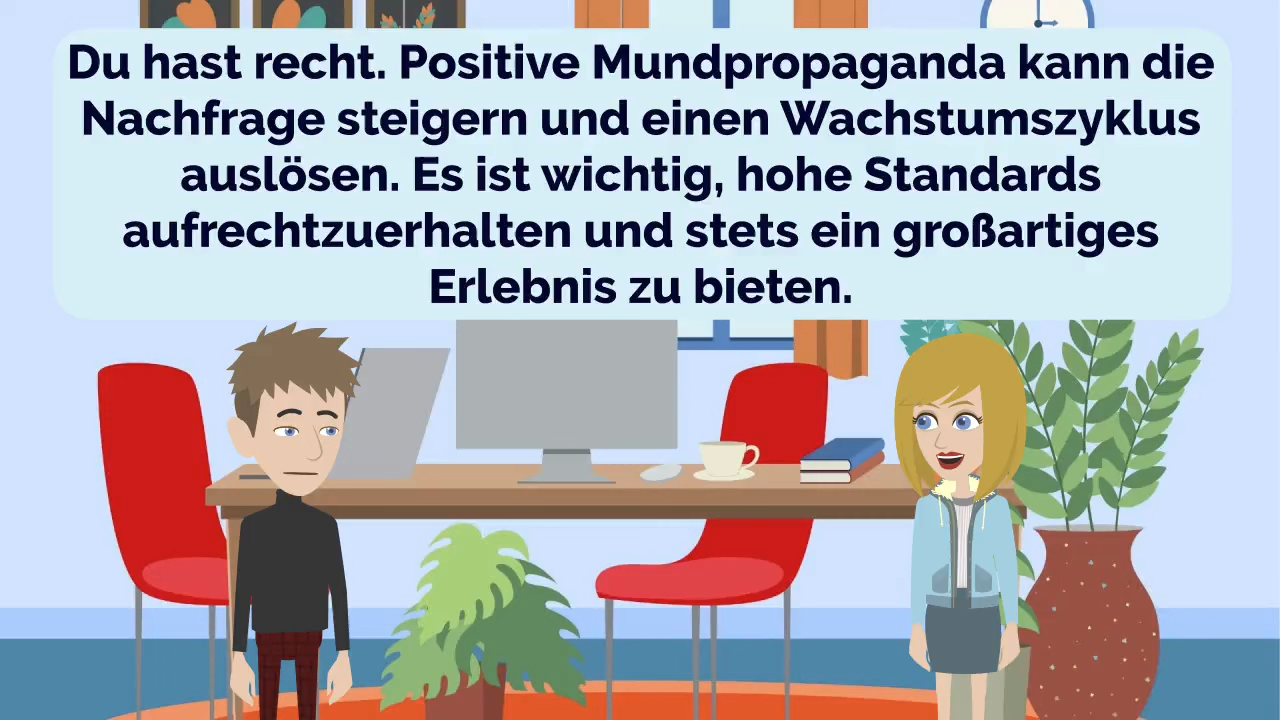 Du hast recht. Positive Mundpropaganda kann die
Nachfrage steigern und einen Wachstumszyklus
auslösen. Es ist wichtig, hohe Standards
aufrechtzuerhalten und stets ein großartiges
Erlebnis zu bieten.